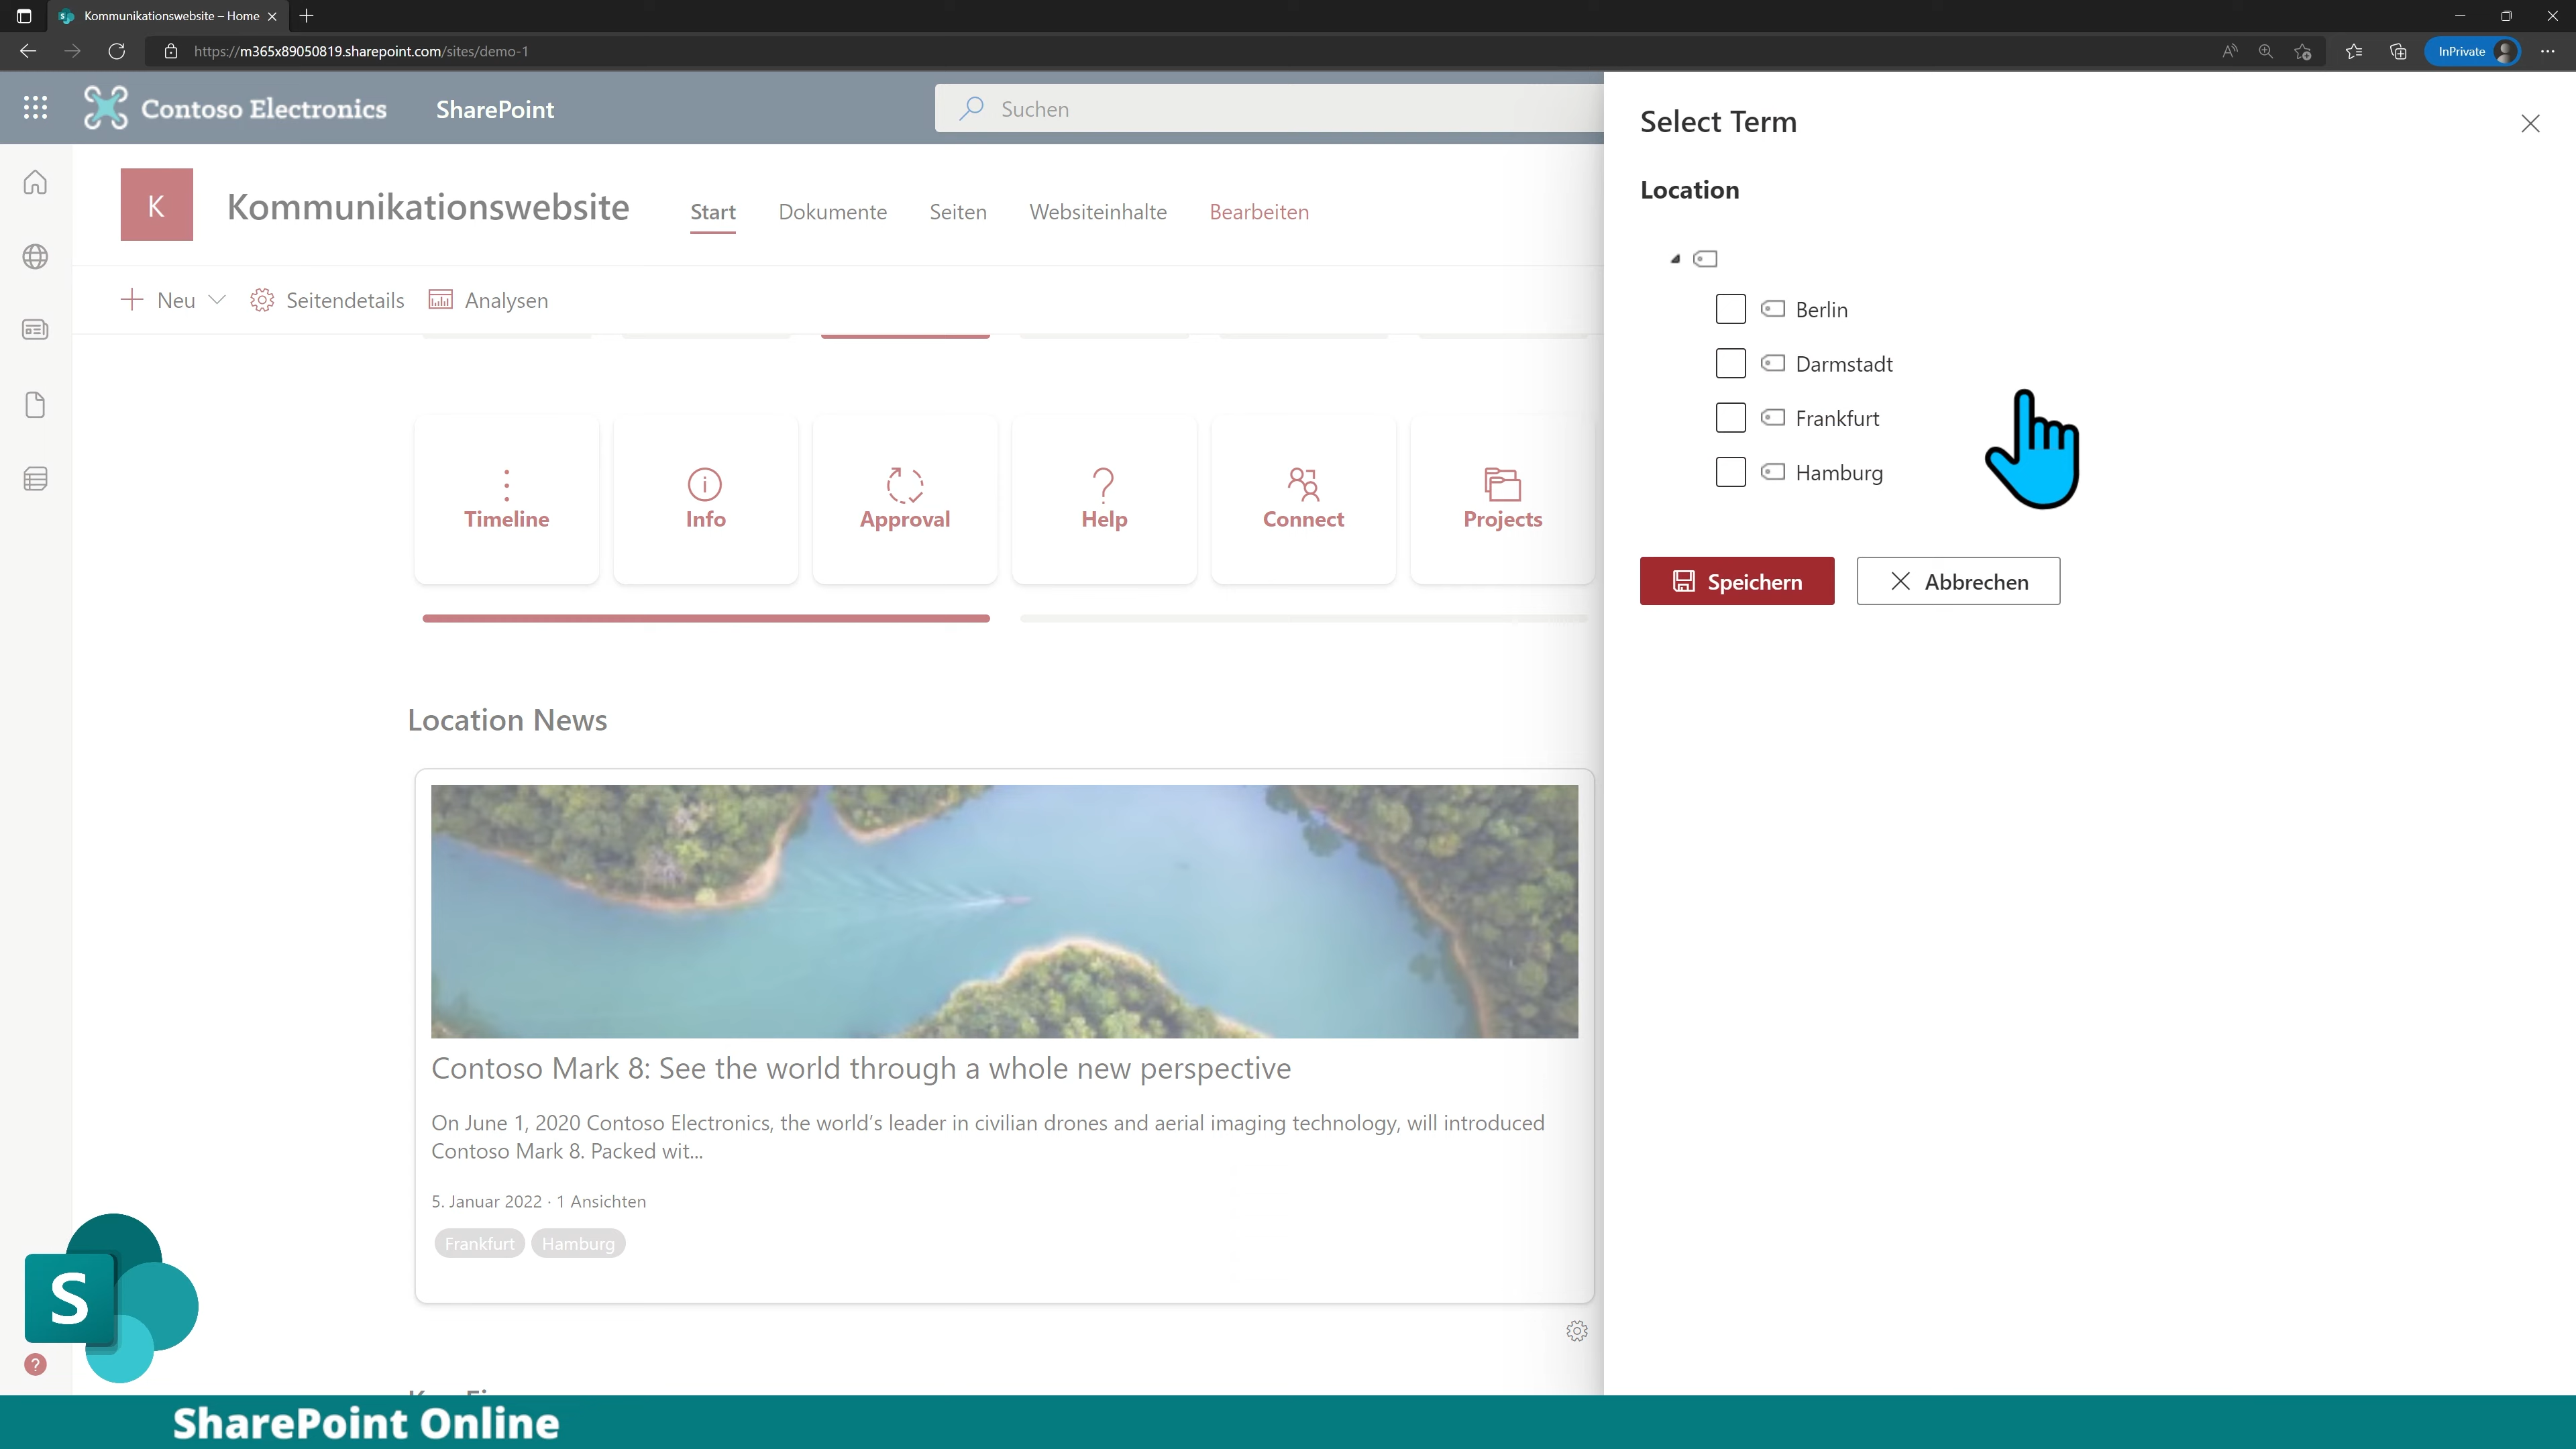 Kommunikationswebsite – Home
https://m365x89050819.sharepoint.com/sites/demo-1
InPrivate
Contoso Electronics
SharePoint
Suchen
K
Kommunikationswebsite
Start
Dokumente
Seiten
Websiteinhalte
Bearbeiten
Neu
Seitendetails
Analysen
Timeline
Info
Approval
Help
Connect
Projects
Location News
Contoso Mark 8: See the world through a whole new perspective
On June 1, 2020 Contoso Electronics, the world's leader in civilian drones and aerial imaging technology, will introduced
Contoso Mark 8. Packed wit...
5. Januar 2022 · 1 Ansichten
Frankfurt
Hamburg
Select Term
Location
Berlin
Darmstadt
Frankfurt
Hamburg
Speichern
Abbrechen
S
SharePoint Online